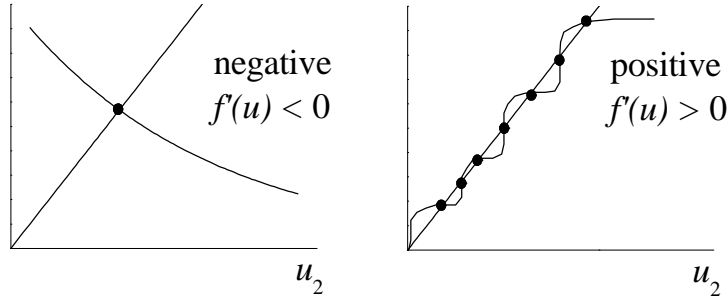 negative
f'(u) < 0
u₂
positive
f'(u) > 0
u₂